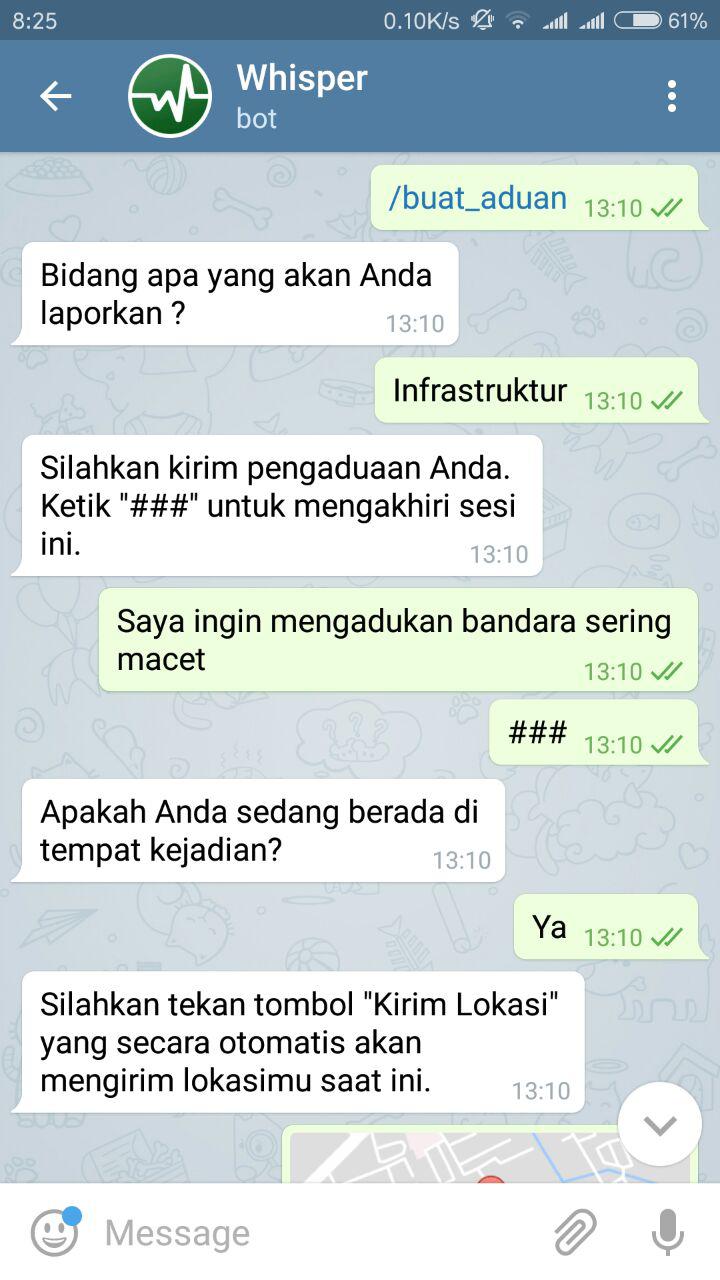 8:25 0.10K/s 61%
Whisper
bot
/buat_aduan 13:10
Bidang apa yang akan Anda
laporkan ? 13:10
Infrastruktur 13:10
Silahkan kirim pengaduaan Anda.
Ketik "###" untuk mengakhiri sesi
ini. 13:10
Saya ingin mengadukan bandara sering
macet 13:10
### 13:10
Apakah Anda sedang berada di
tempat kejadian? 13:10
Ya 13:10
Silahkan tekan tombol "Kirim Lokasi"
yang secara otomatis akan
mengirim lokasimu saat ini. 13:10
Message